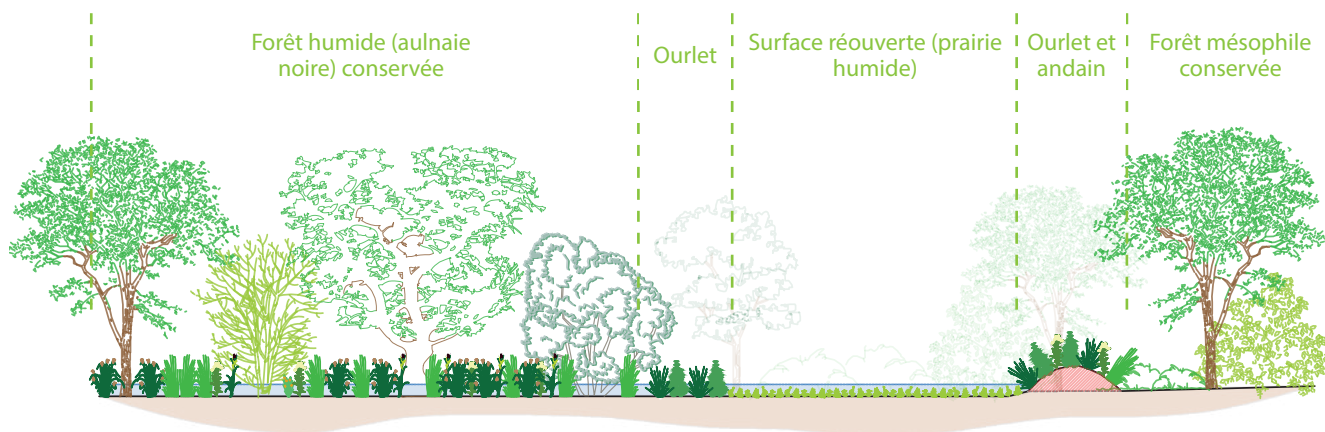 Forêt humide (aulnaie
noire) conservée
Ourlet
Surface réouverte (prairie
humide)
Ourlet et
andain
Forêt mésophile
conservée